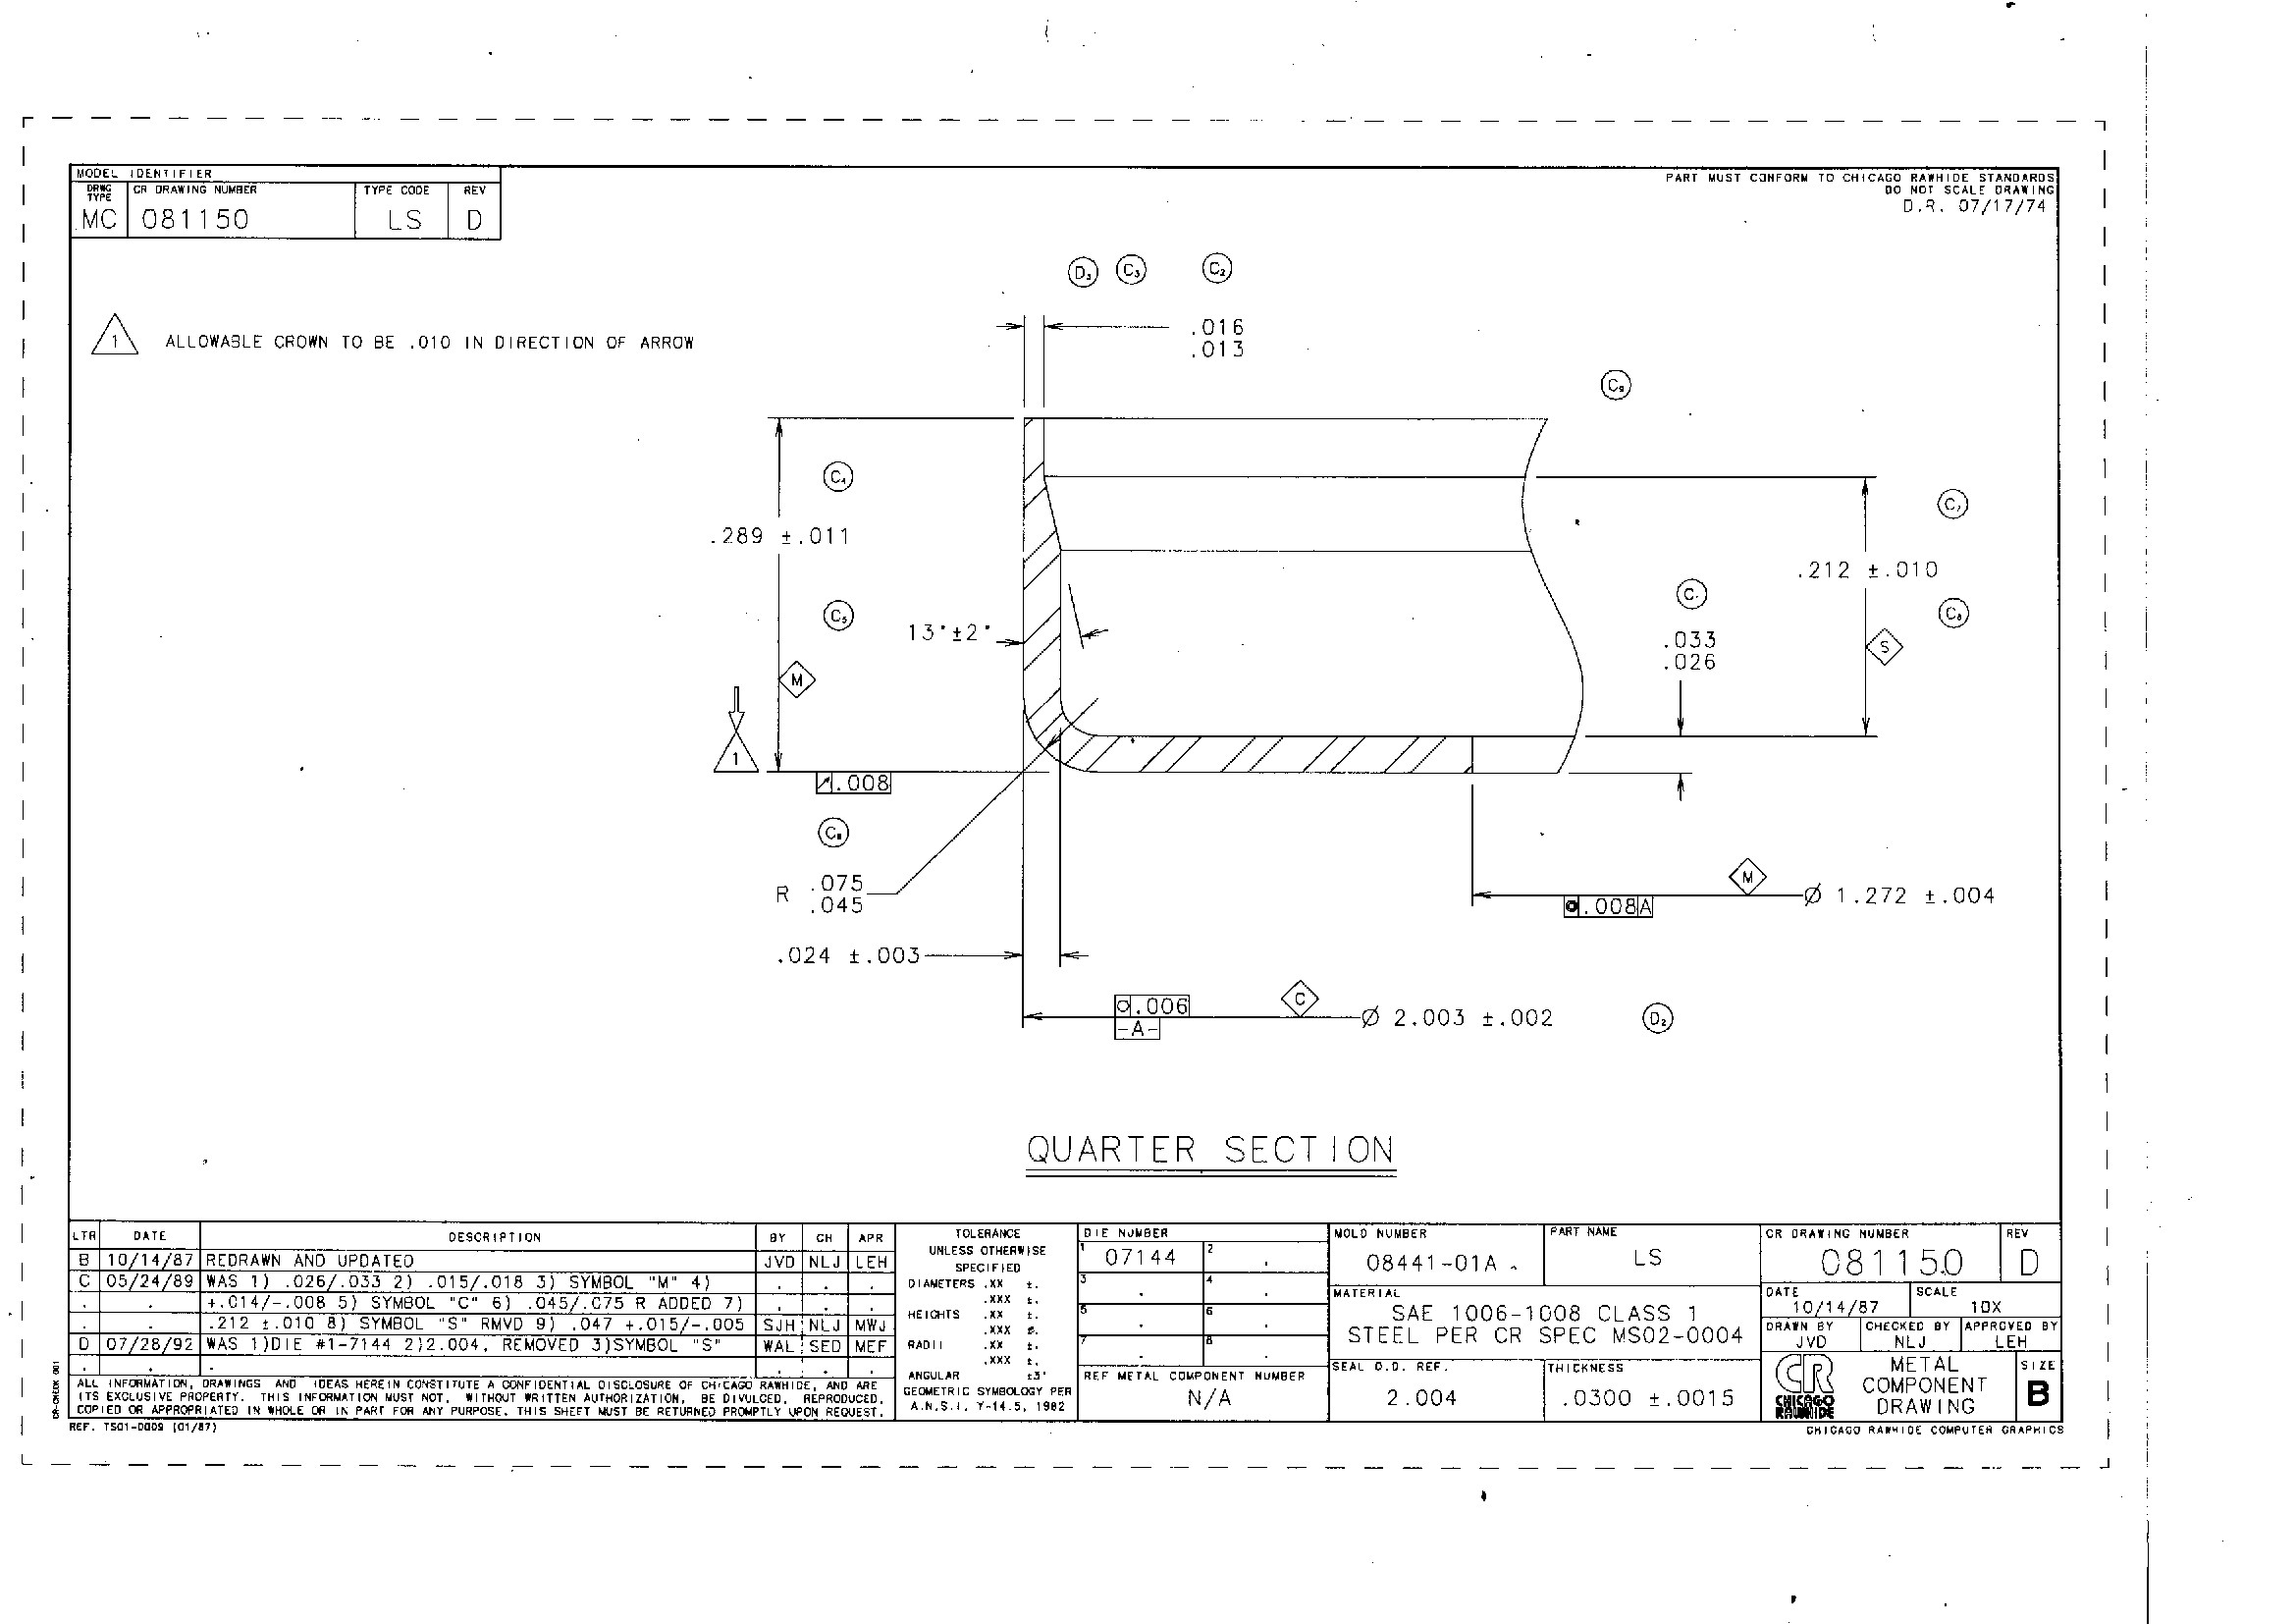 MODEL IDENTIFIER
DRWG TYPE CR DRAWING NUMBER TYPE CODE REV
MC 081150 LS D
PART MUST CONFORM TO CHICAGO RAWHIDE STANDARDS
DO NOT SCALE DRAWING
D.R. 07/17/74
1 ALLOWABLE CROWN TO BE .010 IN DIRECTION OF ARROW
D3 C3 C2
.016
.013
C9
C4
.289 ±.011
C5
13°±2°
M
1
.008
C6
R .075
.045
.024 ±.003
C7
.212 ±.010
C8
S
.033
.026
M
.008 A
Ø 1.272 ±.004
.006
-A-
C
Ø 2.003 ±.002
D2
QUARTER SECTION
LTR DATE DESCRIPTION BY CH APR
B 10/14/87 REDRAWN AND UPDATED JVD NLJ LEH
C 05/24/89 WAS 1) .026/.033 2) .015/.018 3) SYMBOL "M" 4)
+.014/-.008 5) SYMBOL "C" 6) .045/.075 R ADDED 7)
.212 ±.010 8) SYMBOL "S" RMVD 9) .047 +.015/-.005 SJH NLJ MWJ
D 07/28/92 WAS 1)DIE #1-7144 2)2.004, REMOVED 3)SYMBOL "S" WAL SED MEF
ALL INFORMATION, DRAWINGS AND IDEAS HEREIN CONSTITUTE A CONFIDENTIAL DISCLOSURE OF CHICAGO RAWHIDE, AND ARE
ITS EXCLUSIVE PROPERTY. THIS INFORMATION MUST NOT, WITHOUT WRITTEN AUTHORIZATION, BE DIVULGED, REPRODUCED,
COPIED OR APPROPRIATED IN WHOLE OR IN PART FOR ANY PURPOSE. THIS SHEET MUST BE RETURNED PROMPTLY UPON REQUEST.
REF. TS01-0009 (01/87)
CR-CHECK 001
TOLERANCE
UNLESS OTHERWISE
SPECIFIED
DIAMETERS .XX ±.
.XXX ±.
HEIGHTS .XX ±.
.XXX ±.
RADII .XX ±.
.XXX ±.
ANGULAR ±3°
GEOMETRIC SYMBOLOGY PER
A.N.S.I. Y-14.5, 1982
DIE NUMBER
1 07144 2
3 4
5 6
7 8
REF METAL COMPONENT NUMBER
N/A
MOLD NUMBER
08441-01A
PART NAME
LS
MATERIAL
SAE 1006-1008 CLASS 1
STEEL PER CR SPEC MS02-0004
SEAL O.D. REF.
2.004
THICKNESS
.0300 ±.0015
CR DRAWING NUMBER REV
081150 D
DATE SCALE
10/14/87 10X
DRAWN BY CHECKED BY APPROVED BY
JVD NLJ LEH
CR
CHICAGO
RAWHIDE
METAL
COMPONENT
DRAWING
SIZE
B
CHICAGO RAWHIDE COMPUTER GRAPHICS